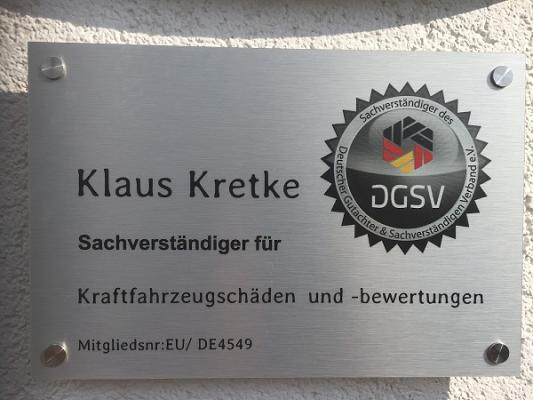 Klaus Kretke
Sachverständiger für
Kraftfahrzeugschäden und -bewertungen
Mitgliedsnr:EU/ DE4549
Sachverständiger des
DGSV
Deutscher Gutachter & Sachverständigen Verband e.V.